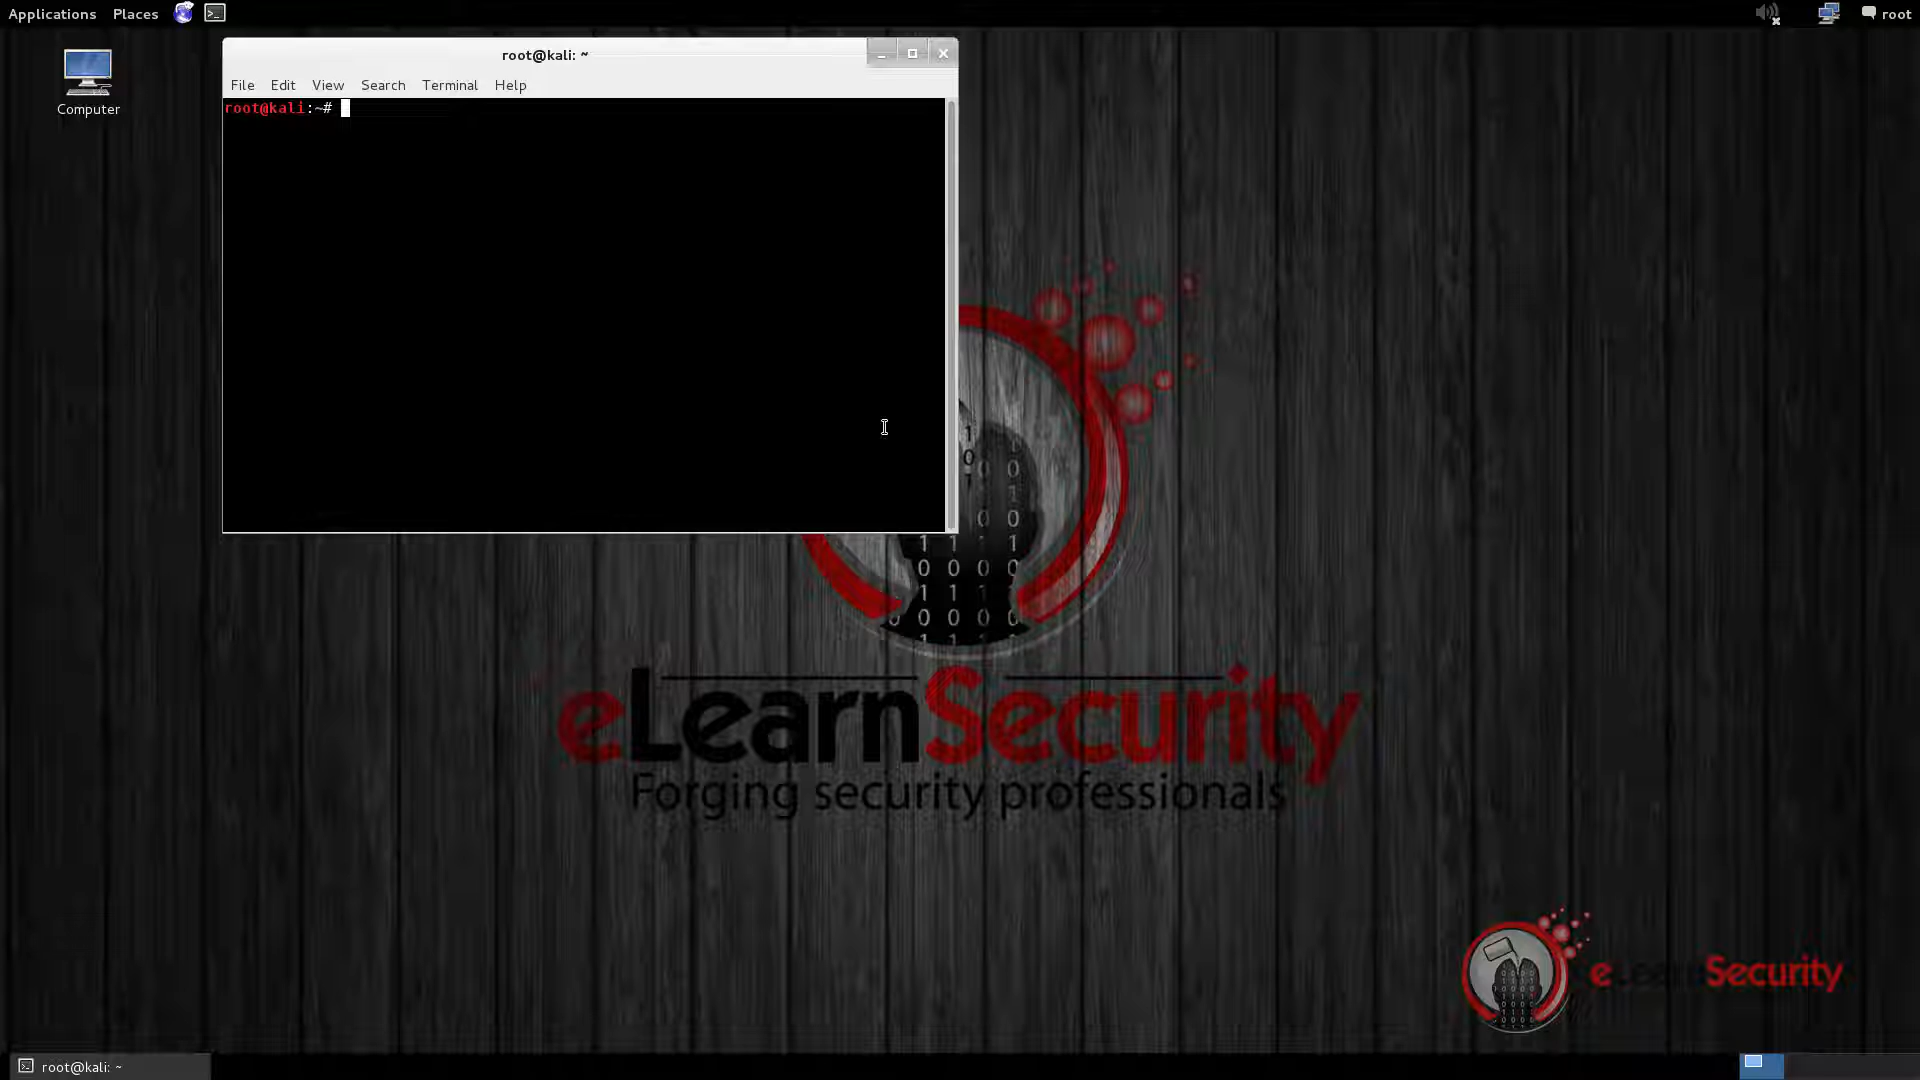 Applications Places root
Computer
root@kali: ~
File Edit View Search Terminal Help
root@kali:~#
eLearnSecurity
Forging security professionals
eLearnSecurity
root@kali: ~